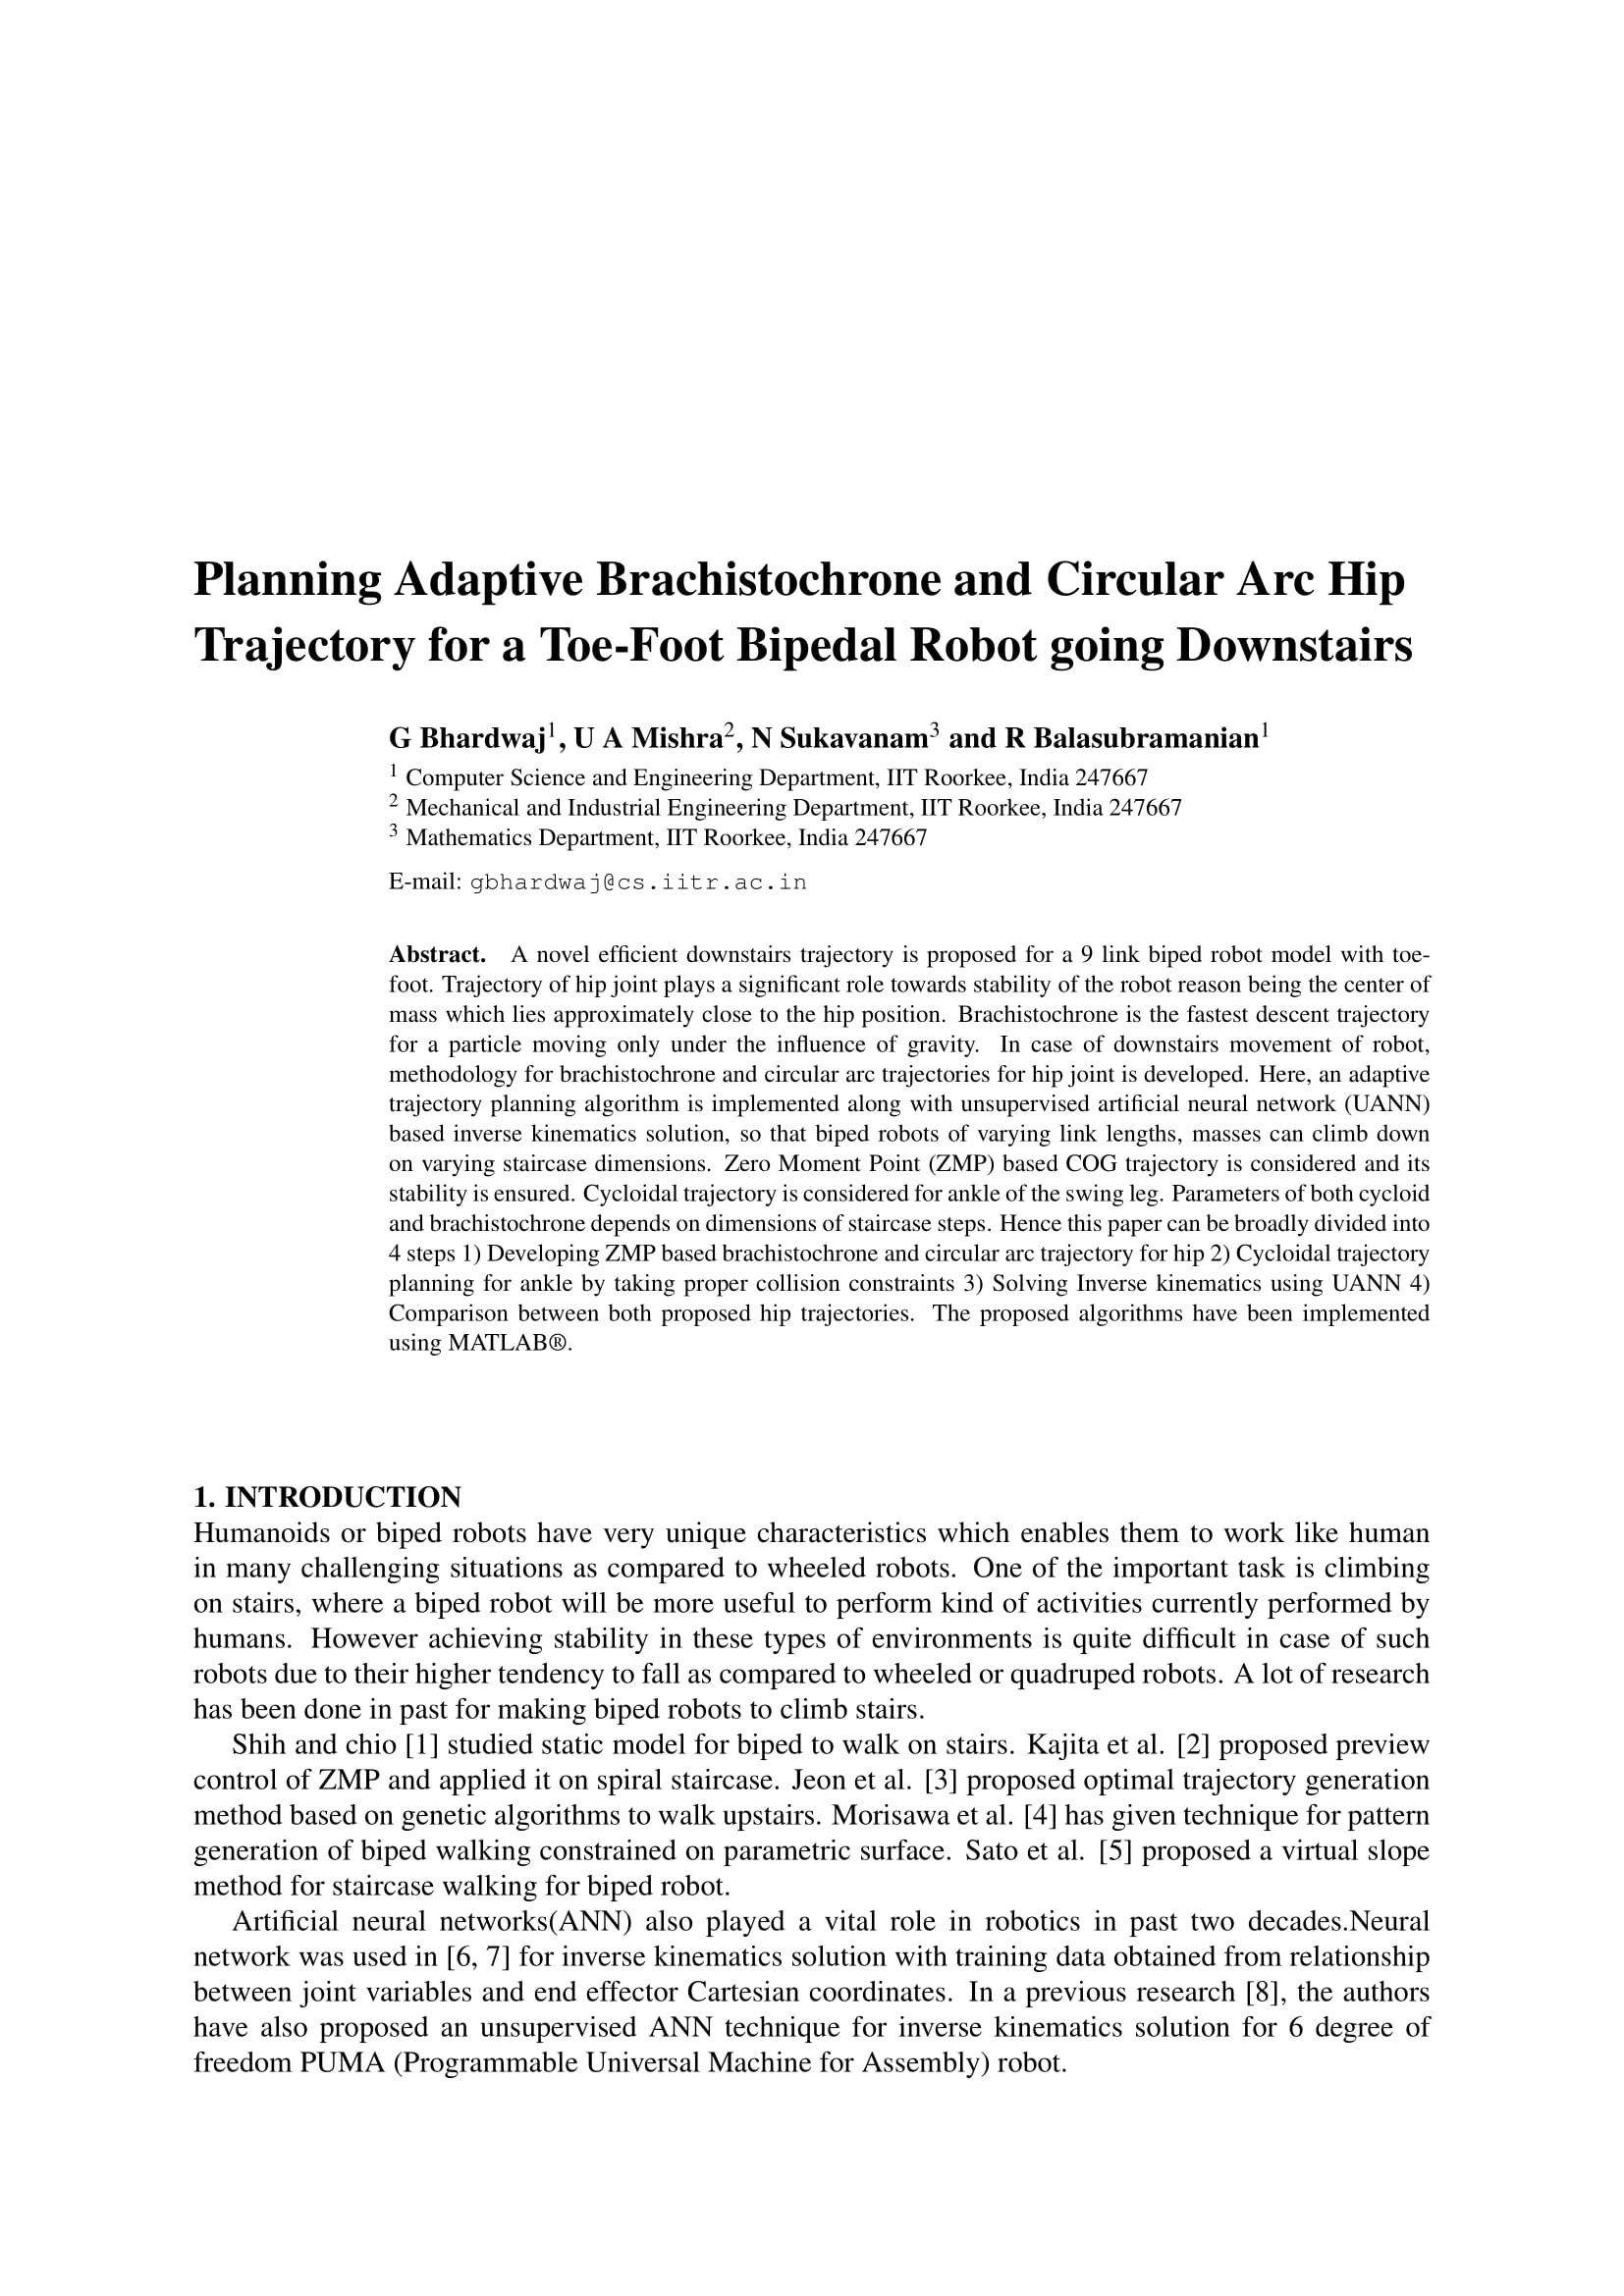 Planning Adaptive Brachistochrone and Circular Arc Hip
Trajectory for a Toe-Foot Bipedal Robot going Downstairs
G Bhardwaj1, U A Mishra2, N Sukavanam3 and R Balasubramanian1
1 Computer Science and Engineering Department, IIT Roorkee, India 247667
2 Mechanical and Industrial Engineering Department, IIT Roorkee, India 247667
3 Mathematics Department, IIT Roorkee, India 247667
E-mail: gbhardwaj@cs.iitr.ac.in
Abstract. A novel efficient downstairs trajectory is proposed for a 9 link biped robot model with toe-
foot. Trajectory of hip joint plays a significant role towards stability of the robot reason being the center of
mass which lies approximately close to the hip position. Brachistochrone is the fastest descent trajectory
for a particle moving only under the influence of gravity. In case of downstairs movement of robot,
methodology for brachistochrone and circular arc trajectories for hip joint is developed. Here, an adaptive
trajectory planning algorithm is implemented along with unsupervised artificial neural network (UANN)
based inverse kinematics solution, so that biped robots of varying link lengths, masses can climb down
on varying staircase dimensions. Zero Moment Point (ZMP) based COG trajectory is considered and its
stability is ensured. Cycloidal trajectory is considered for ankle of the swing leg. Parameters of both cycloid
and brachistochrone depends on dimensions of staircase steps. Hence this paper can be broadly divided into
4 steps 1) Developing ZMP based brachistochrone and circular arc trajectory for hip 2) Cycloidal trajectory
planning for ankle by taking proper collision constraints 3) Solving Inverse kinematics using UANN 4)
Comparison between both proposed hip trajectories. The proposed algorithms have been implemented
using MATLAB®.
1. INTRODUCTION
Humanoids or biped robots have very unique characteristics which enables them to work like human
in many challenging situations as compared to wheeled robots. One of the important task is climbing
on stairs, where a biped robot will be more useful to perform kind of activities currently performed by
humans. However achieving stability in these types of environments is quite difficult in case of such
robots due to their higher tendency to fall as compared to wheeled or quadruped robots. A lot of research
has been done in past for making biped robots to climb stairs.
Shih and chio [1] studied static model for biped to walk on stairs. Kajita et al. [2] proposed preview
control of ZMP and applied it on spiral staircase. Jeon et al. [3] proposed optimal trajectory generation
method based on genetic algorithms to walk upstairs. Morisawa et al. [4] has given technique for pattern
generation of biped walking constrained on parametric surface. Sato et al. [5] proposed a virtual slope
method for staircase walking for biped robot.
Artificial neural networks(ANN) also played a vital role in robotics in past two decades.Neural
network was used in [6, 7] for inverse kinematics solution with training data obtained from relationship
between joint variables and end effector Cartesian coordinates. In a previous research [8], the authors
have also proposed an unsupervised ANN technique for inverse kinematics solution for 6 degree of
freedom PUMA (Programmable Universal Machine for Assembly) robot.